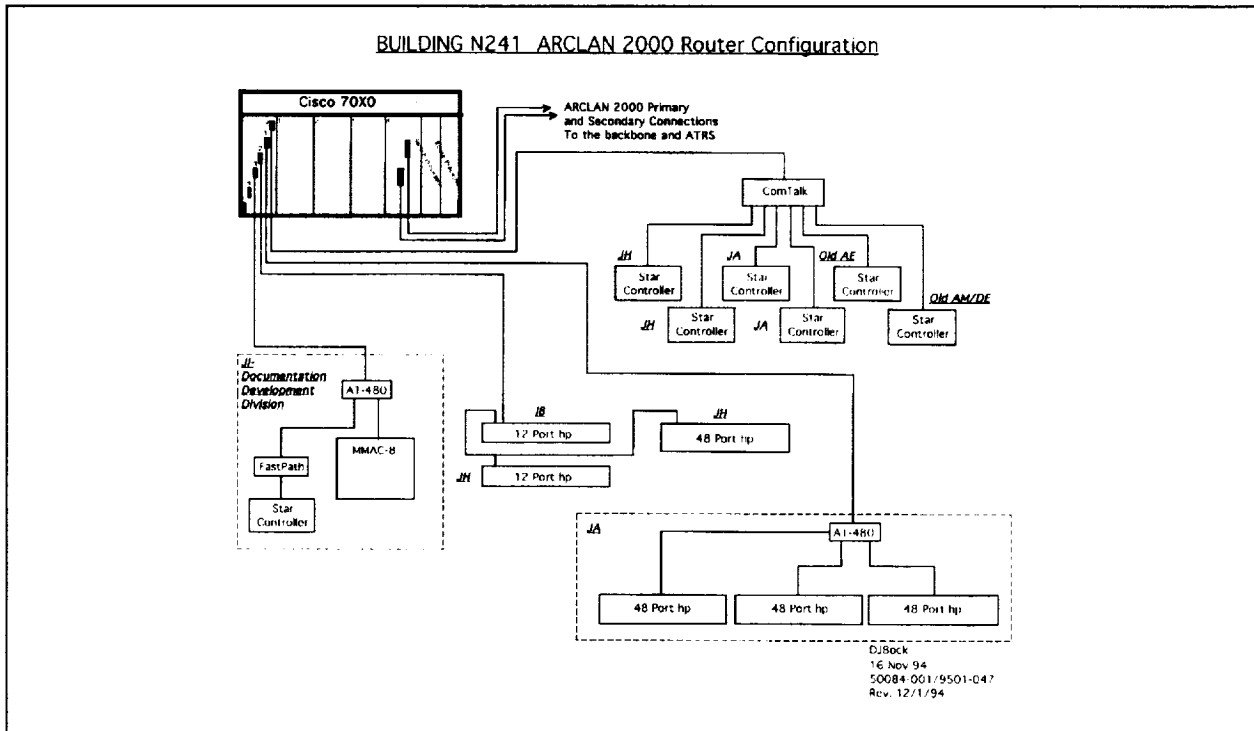 BUILDING N241 ARCLAN 2000 Router Configuration
Cisco 70X0
ARCLAN 2000 Primary
and Secondary Connections
To the backbone and ATRS
ComTalk
JH
Star
Controller
JA
Star
Controller
Old AE
Star
Controller
JH
Star
Controller
JA
Star
Controller
Old AM/DE
Star
Controller
Documentation
Development
Division
A1-480
MMAC-8
FastPath
Star
Controller
12 Port hp
JH
48 Port hp
JH
12 Port hp
JA
A1-480
48 Port hp
48 Port hp
48 Port hp
DJBock
16 Nov 94
50084-001/9501-047
Rev. 12/1/94